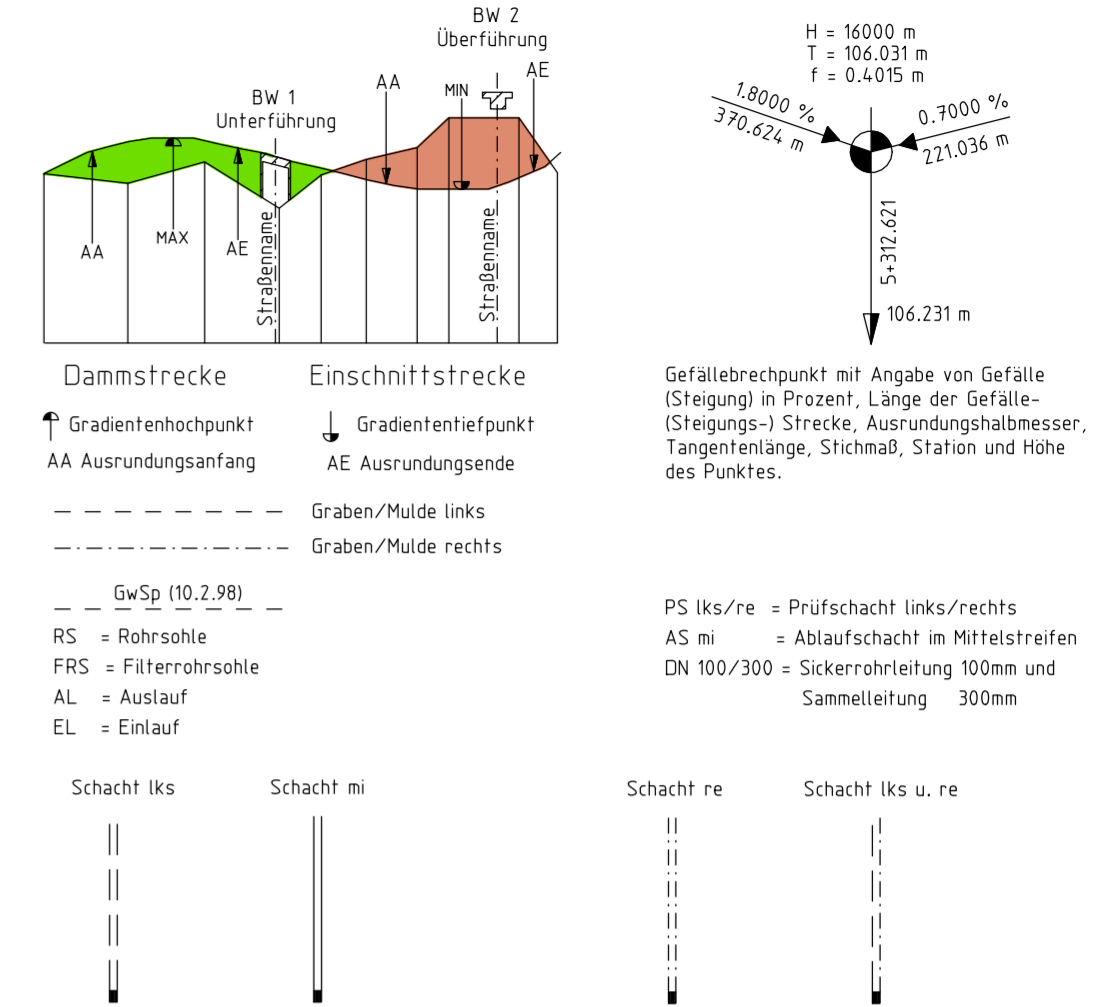 BW 2
Überführung
AE
AA
MIN
BW 1
Unterführung
AA
MAX
AE
Straßenname
Straßenname
Dammstrecke
Einschnittstrecke
Gradientenhochpunkt
Gradiententiefpunkt
AA Ausrundungsanfang
AE Ausrundungsende
Graben/Mulde links
Graben/Mulde rechts
GwSp (10.2.98)
RS = Rohrsohle
FRS = Filterrohrsohle
AL = Auslauf
EL = Einlauf
H = 16000 m
T = 106.031 m
f = 0.4015 m
1.8000 %
370.624 m
0.7000 %
221.036 m
5+312.621
106.231 m
Gefällebrechpunkt mit Angabe von Gefälle
(Steigung) in Prozent, Länge der Gefälle-
(Steigungs-) Strecke, Ausrundungshalbmesser,
Tangentenlänge, Stichmaß, Station und Höhe
des Punktes.
PS lks/re = Prüfschacht links/rechts
AS mi = Ablaufschacht im Mittelstreifen
DN 100/300 = Sickerrohrleitung 100mm und
Sammelleitung 300mm
Schacht lks
Schacht mi
Schacht re
Schacht lks u. re